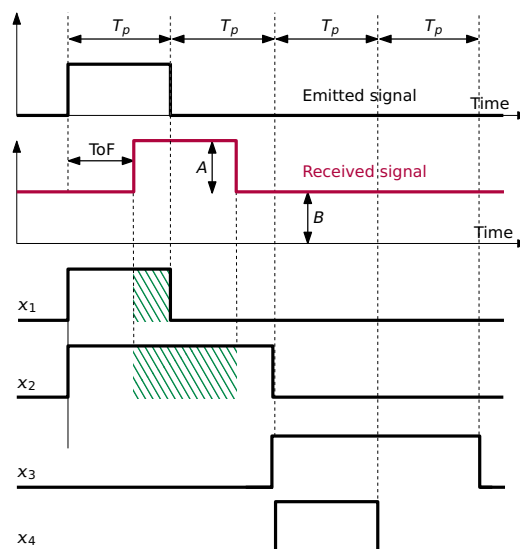 Tₚ Tₚ Tₚ Tₚ
Emitted signal
Time
ToF
A
Received signal
B
Time
x₁
x₂
x₃
x₄